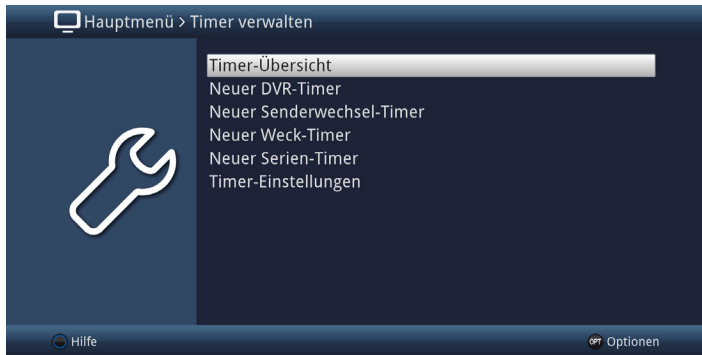 Hauptmenü > Timer verwalten
Timer-Übersicht
Neuer DVR-Timer
Neuer Senderwechsel-Timer
Neuer Weck-Timer
Neuer Serien-Timer
Timer-Einstellungen
Hilfe
OPT Optionen